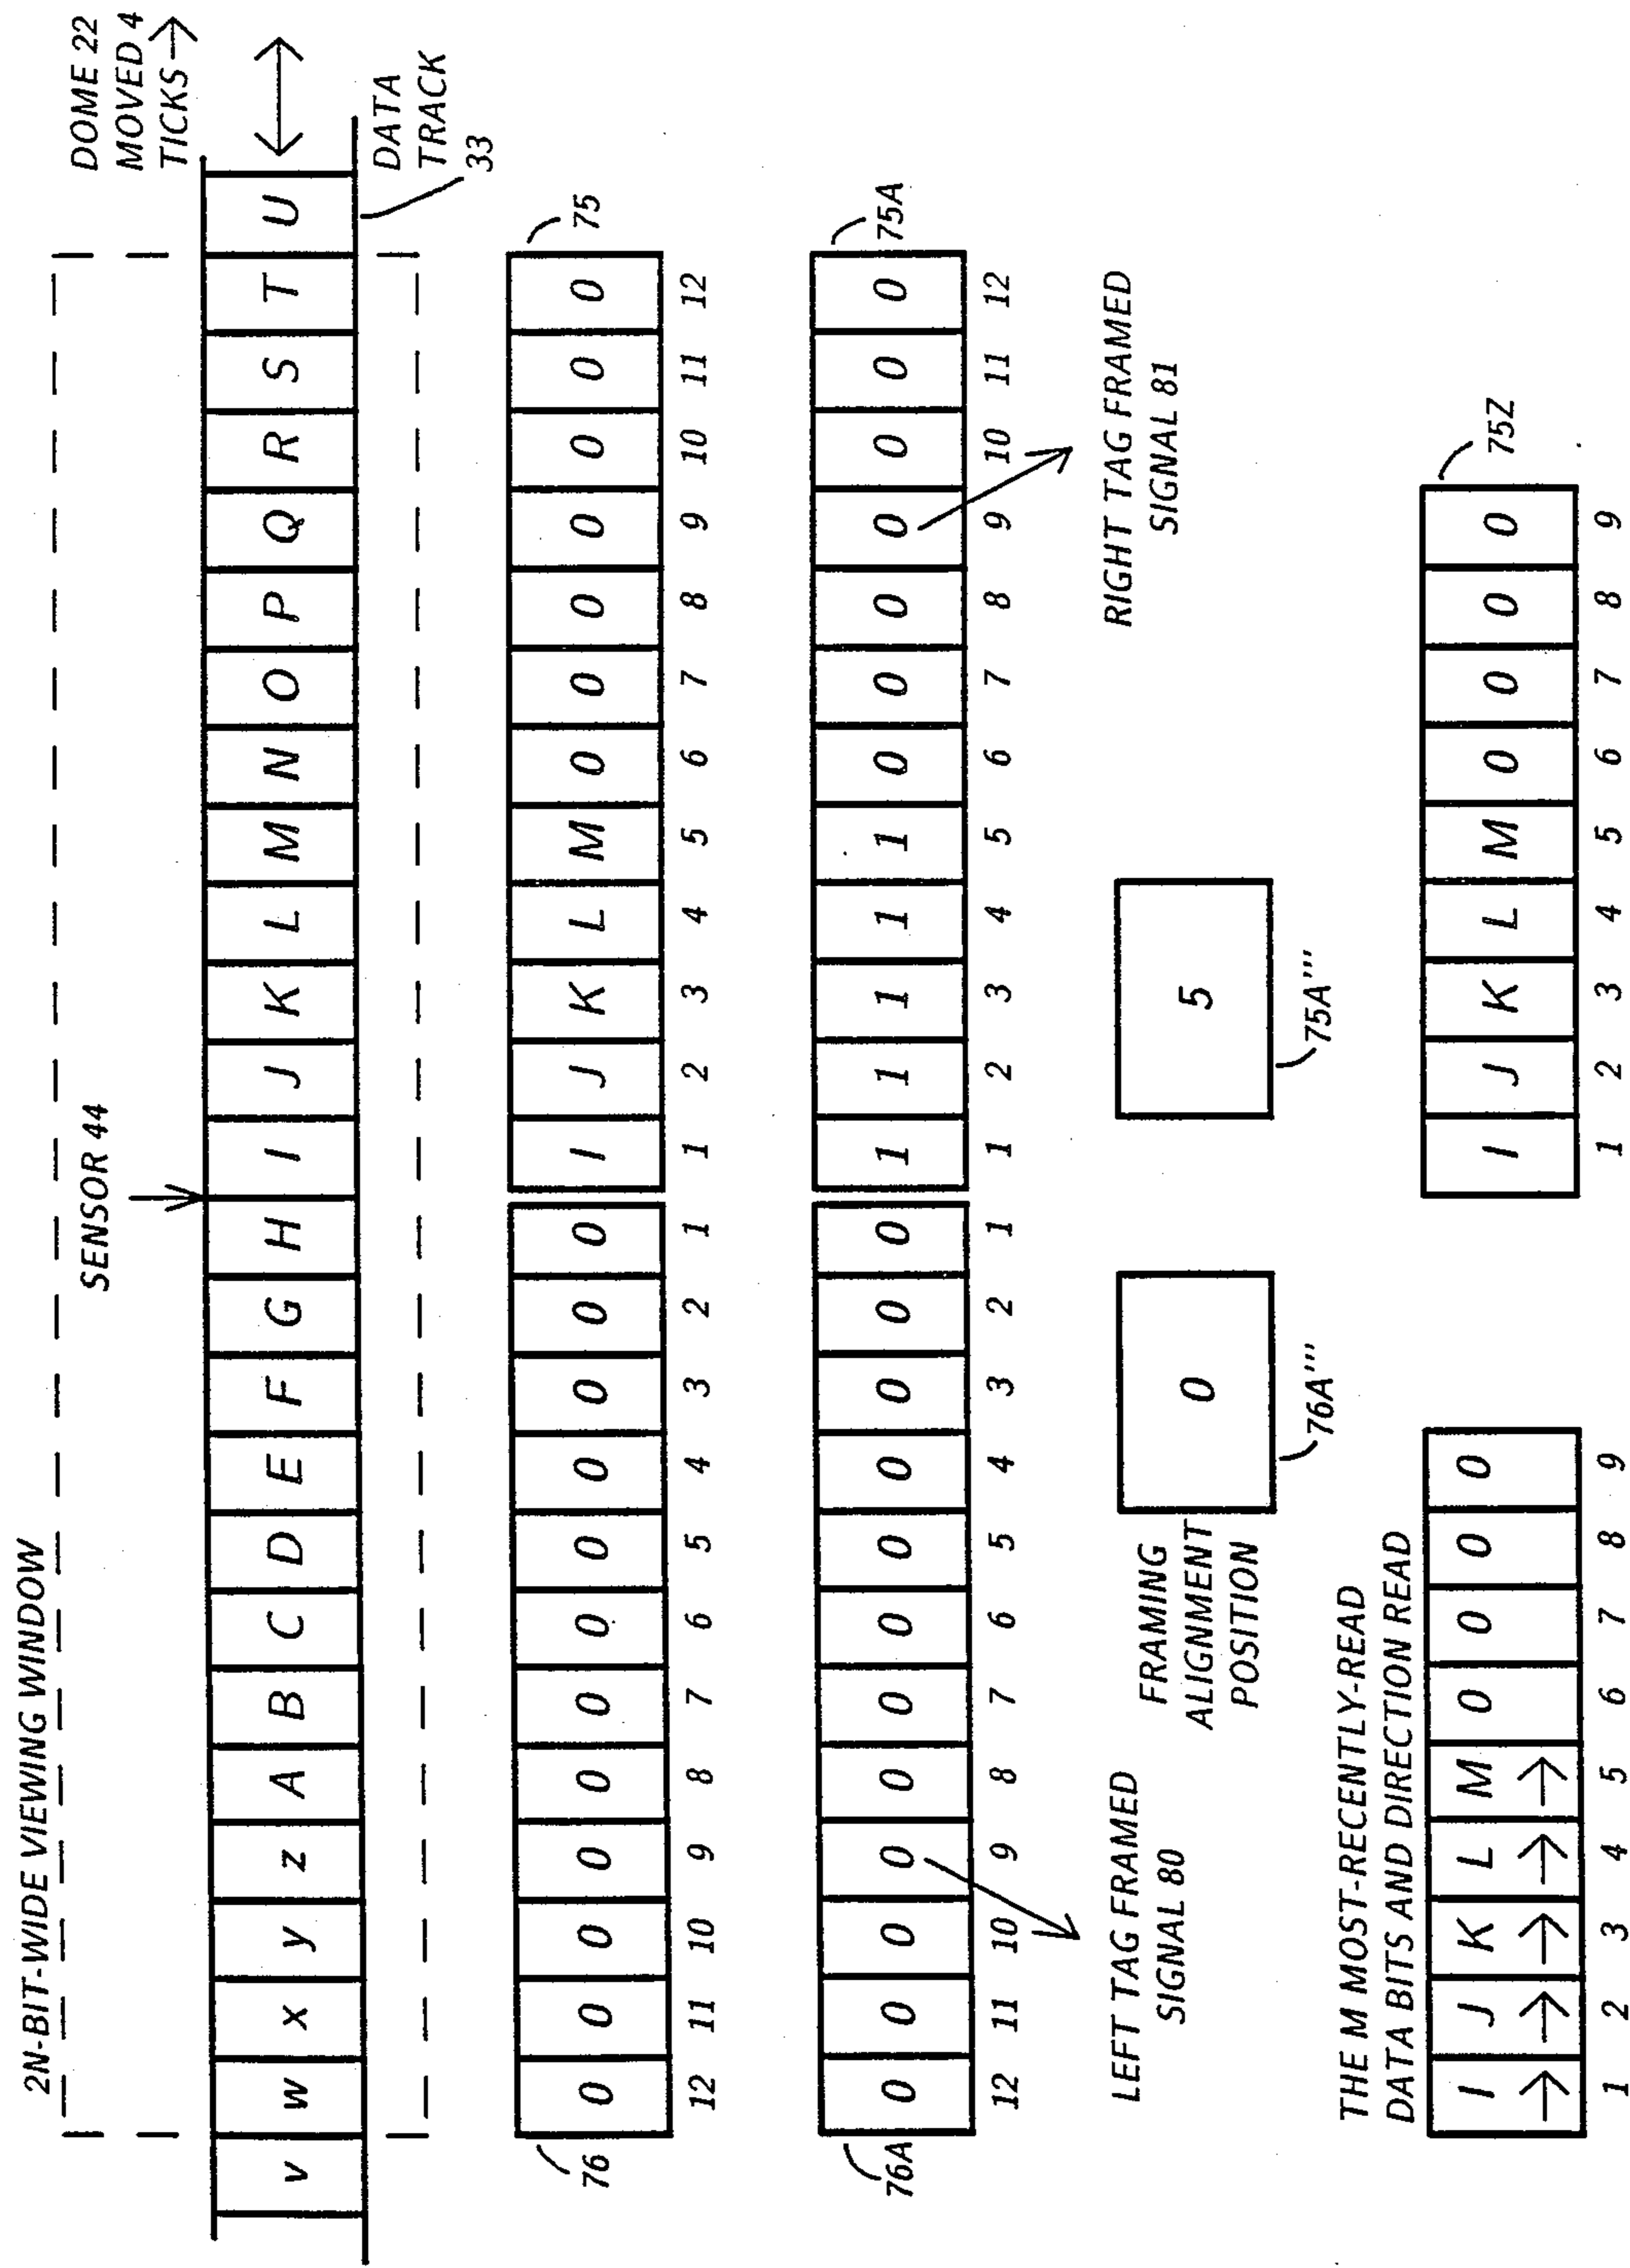 2N-BIT-WIDE VIEWING WINDOW
SENSOR 44
DOME 22
MOVED 4
TICKS→
v w x y z A B C D E F G H I J K L M N O P Q R S T U
DATA
TRACK
33
76
0 0 0 0 0 0 0 0 0 0 0 0
12 11 10 9 8 7 6 5 4 3 2 1
I J K L M 0 0 0 0 0 0 0
1 2 3 4 5 6 7 8 9 10 11 12
75
76A
0 0 0 0 0 0 0 0 0 0 0 0
12 11 10 9 8 7 6 5 4 3 2 1
1 1 1 1 1 0 0 0 0 0 0 0
1 2 3 4 5 6 7 8 9 10 11 12
75A
LEFT TAG FRAMED
SIGNAL 80
FRAMING
ALIGNMENT
POSITION
0
76A'''
5
75A'''
RIGHT TAG FRAMED
SIGNAL 81
THE M MOST-RECENTLY-READ
DATA BITS AND DIRECTION READ
I J K L M 0 0 0 0
→ → → → →
1 2 3 4 5 6 7 8 9
I J K L M 0 0 0 0
1 2 3 4 5 6 7 8 9
75Z